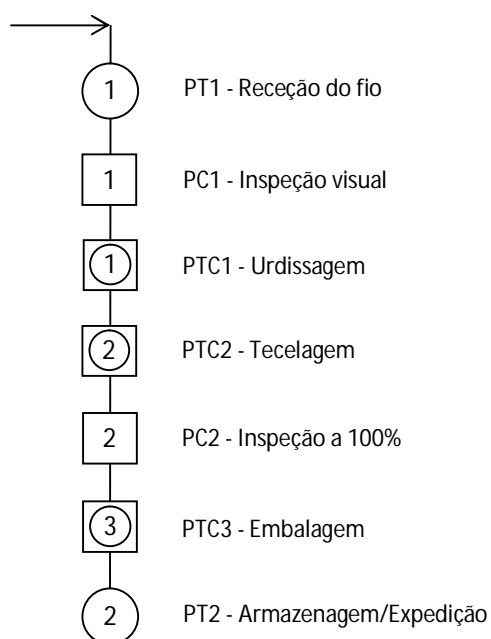 1 PT1 - Receção do fio
1 PC1 - Inspeção visual
1 PTC1 - Urdissagem
2 PTC2 - Tecelagem
2 PC2 - Inspeção a 100%
3 PTC3 - Embalagem
2 PT2 - Armazenagem/Expedição